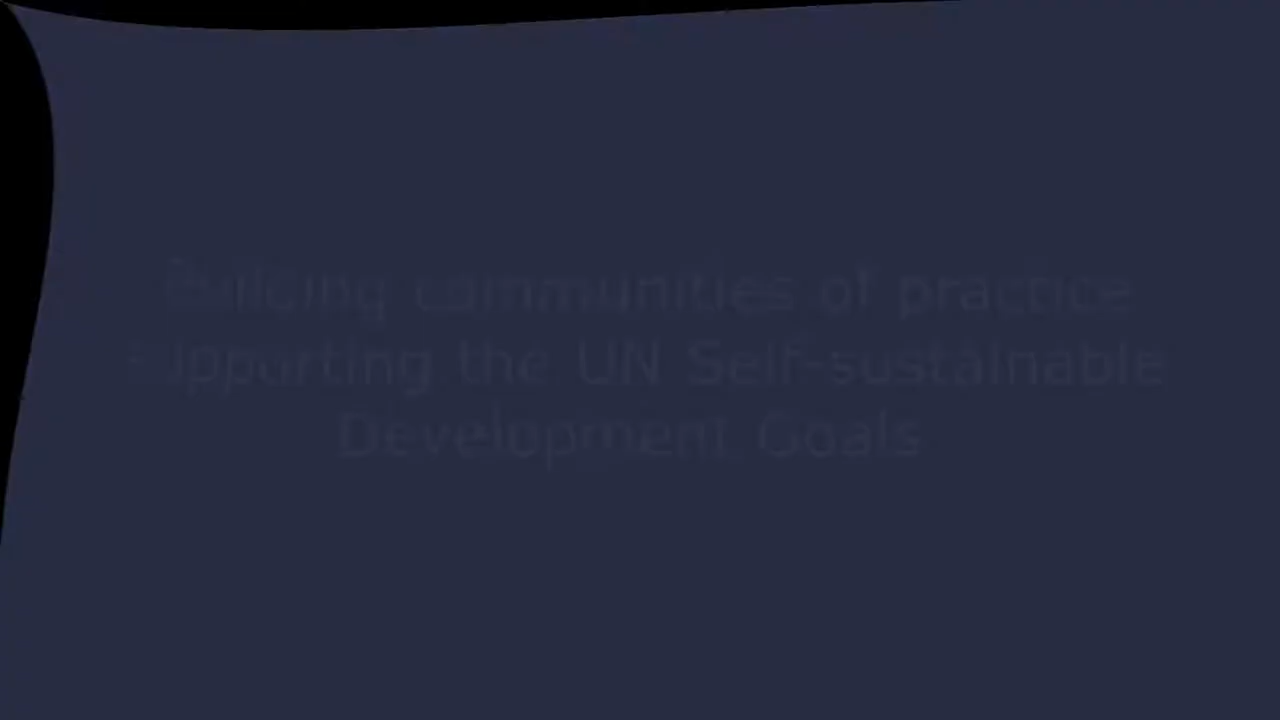 Building communities of practice
supporting the UN Self-sustainable
Development Goals